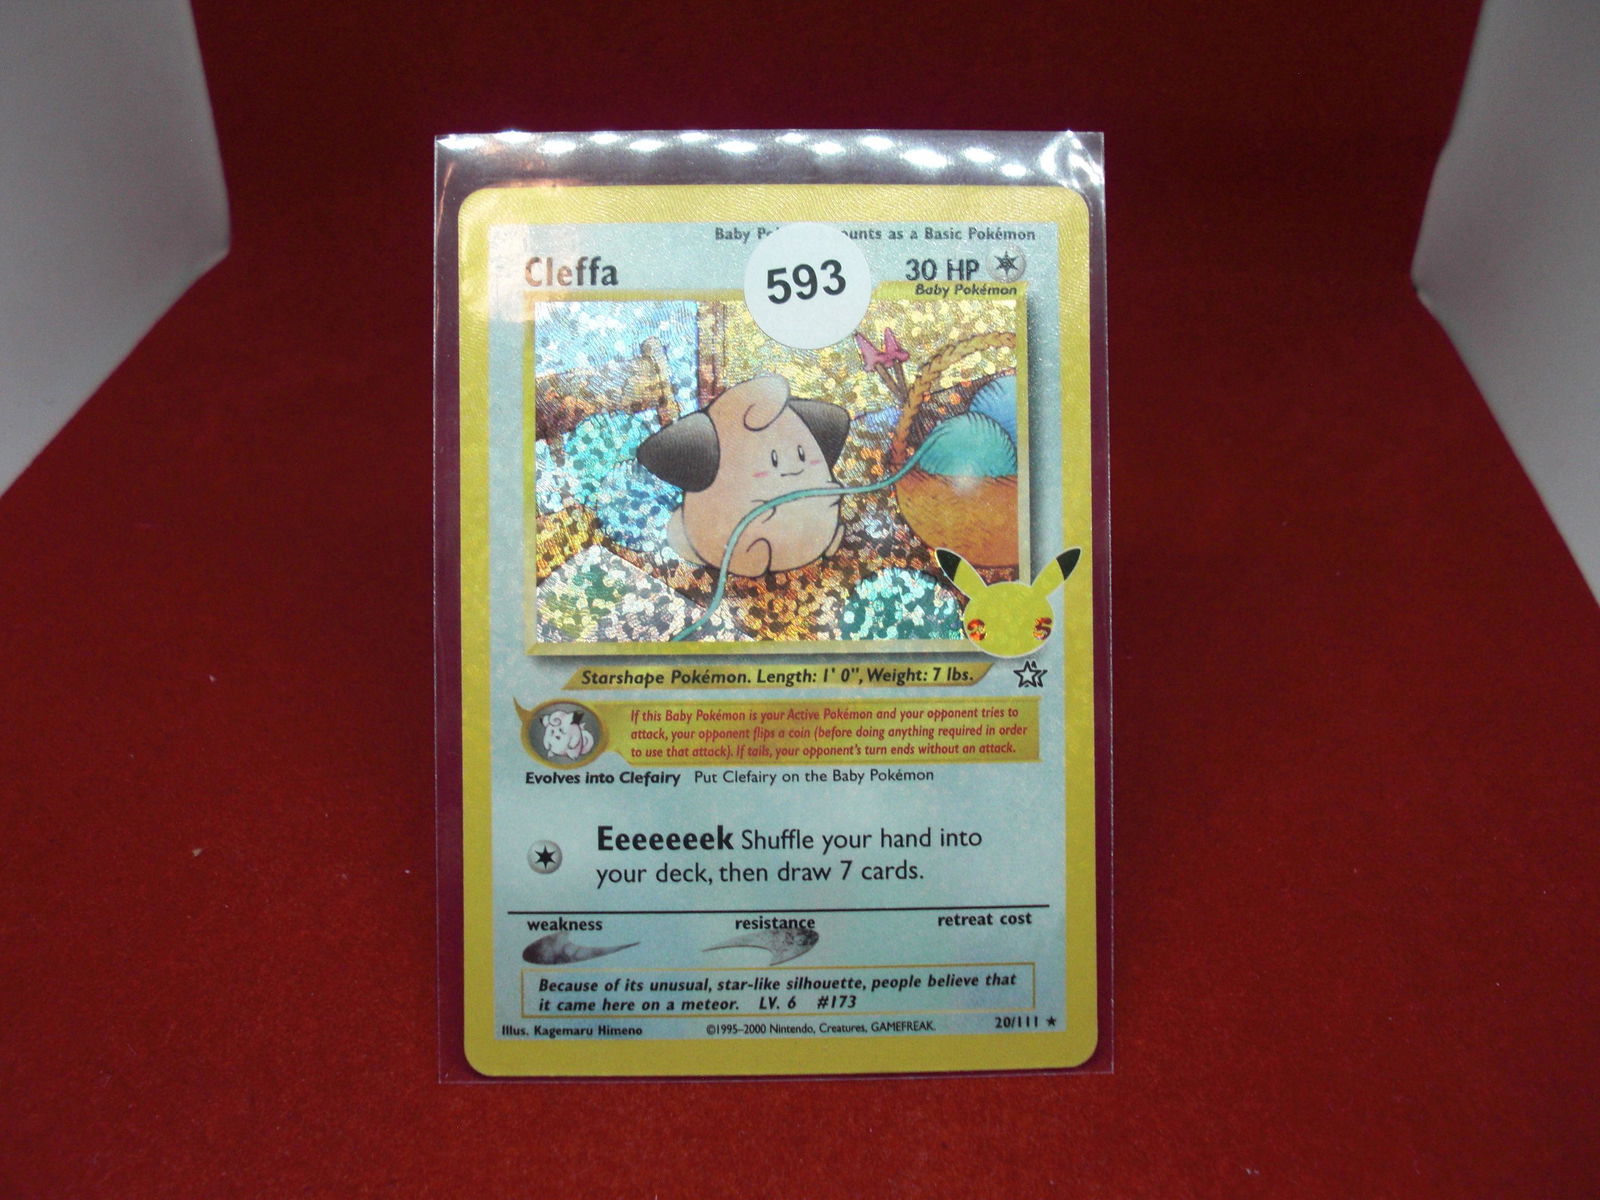 Baby Po unts as a Basic Pokémon
Cleffa
593
30 HP
Baby Pokémon
25
Starshape Pokémon. Length: 1' 0", Weight: 7 lbs.
If this Baby Pokémon is your Active Pokémon and your opponent tries to
attack, your opponent flips a coin (before doing anything required in order
to use that attack). If tails, your opponent's turn ends without an attack.
Evolves into Clefairy Put Clefairy on the Baby Pokémon
Eeeeeeek Shuffle your hand into
your deck, then draw 7 cards.
weakness resistance retreat cost
Because of its unusual, star-like silhouette, people believe that
it came here on a meteor. LV. 6 #173
Illus. Kagemaru Himeno ©1995–2000 Nintendo, Creatures, GAMEFREAK. 20/111 ★